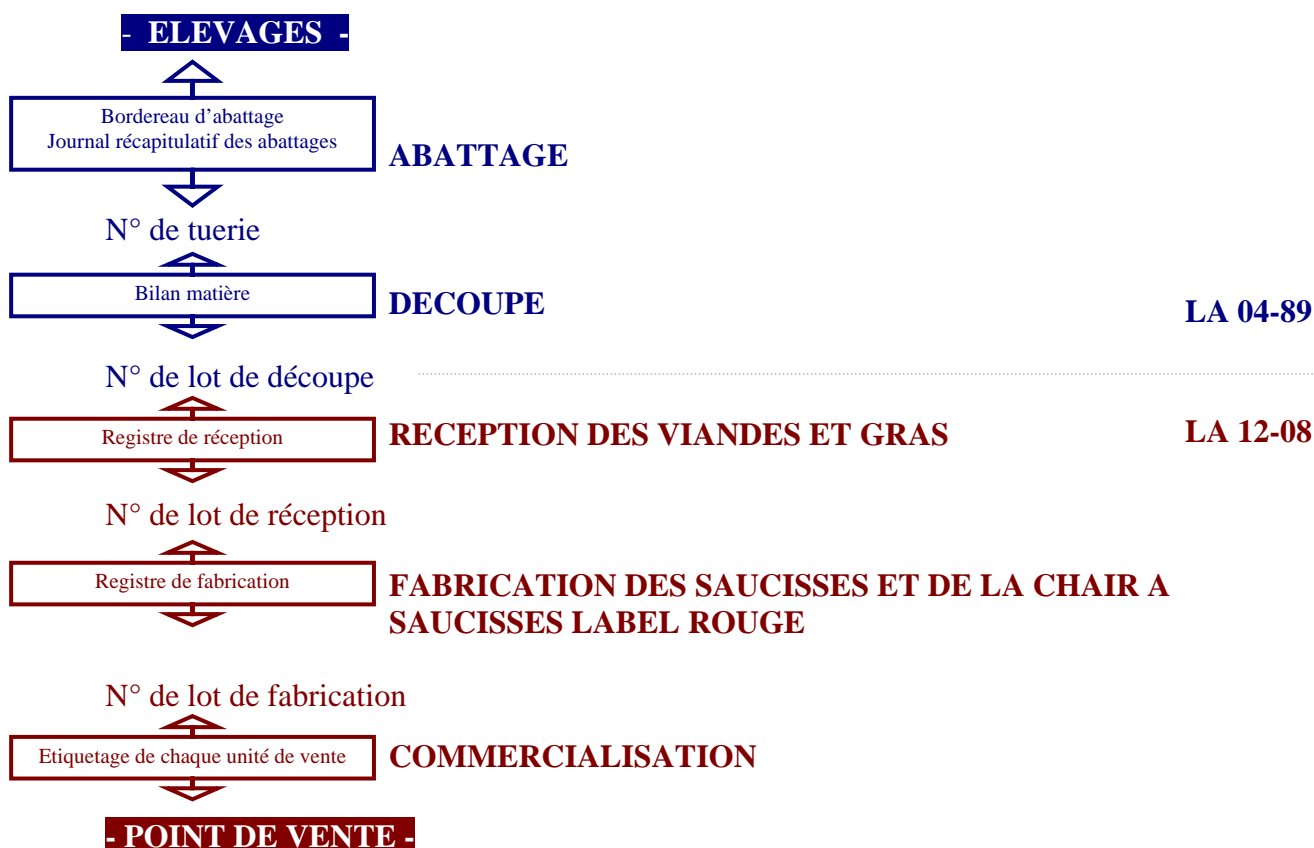 - ELEVAGES -
Bordereau d’abattage
Journal récapitulatif des abattages
ABATTAGE
N° de tuerie
Bilan matière
DECOUPE
LA 04-89
N° de lot de découpe
Registre de réception
RECEPTION DES VIANDES ET GRAS
LA 12-08
N° de lot de réception
Registre de fabrication
FABRICATION DES SAUCISSES ET DE LA CHAIR A
SAUCISSES LABEL ROUGE
N° de lot de fabrication
Etiquetage de chaque unité de vente
COMMERCIALISATION
- POINT DE VENTE -